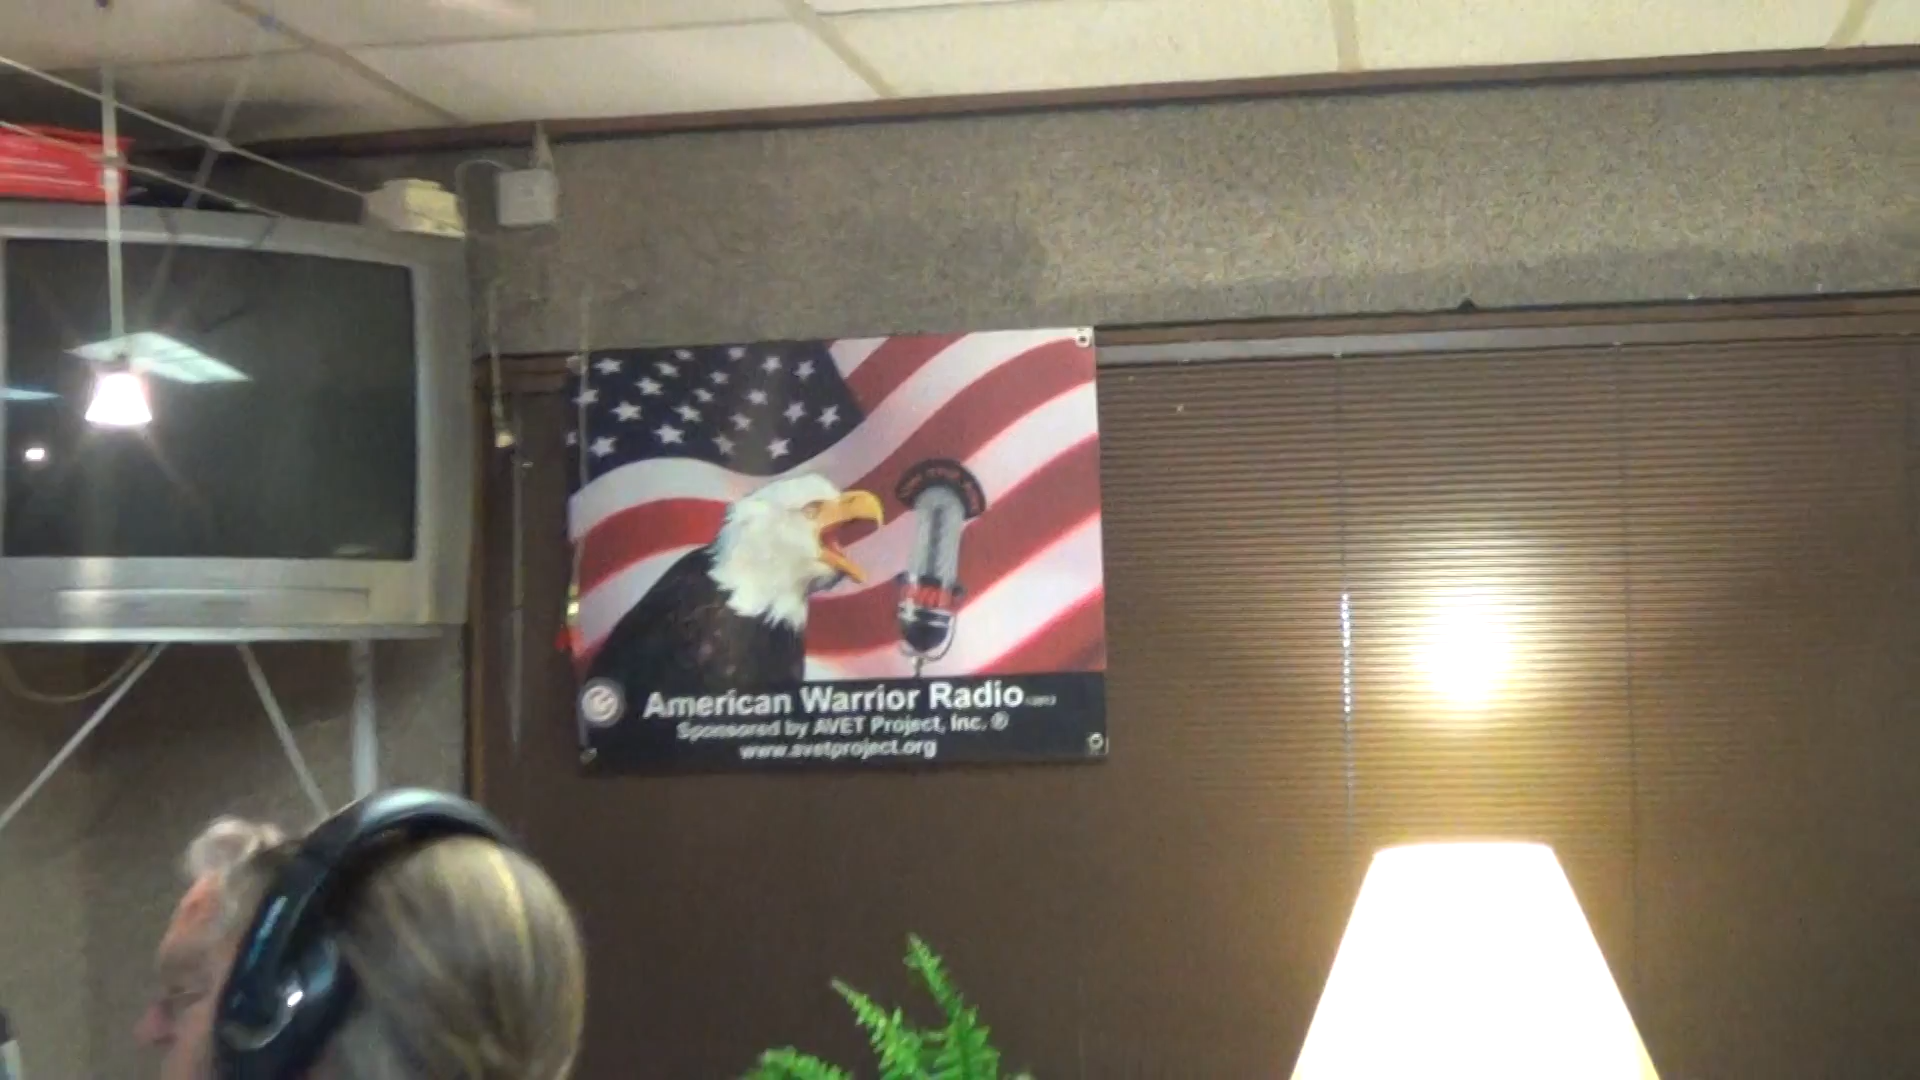 American Warrior Radio
Sponsored by AVET Project, Inc. ®
www.avetproject.org